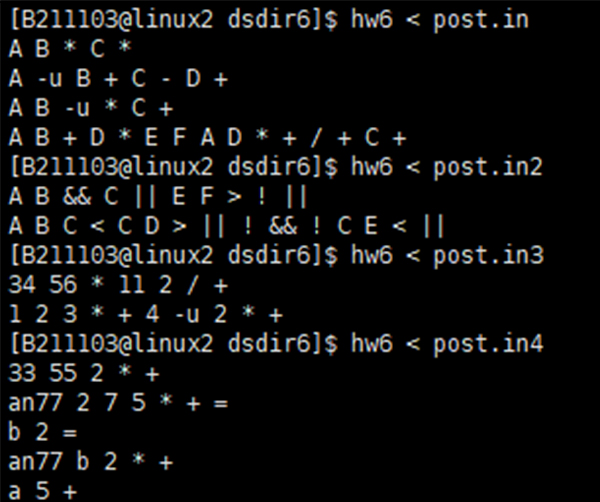 [B211103@linux2 dsdir6]$ hw6 < post.in
A B * C *
A -u B + C - D +
A B -u * C +
A B + D * E F A D * + / + C +
[B211103@linux2 dsdir6]$ hw6 < post.in2
A B && C || E F > ! ||
A B C < C D > || ! && ! C E < ||
[B211103@linux2 dsdir6]$ hw6 < post.in3
34 56 * 11 2 / +
1 2 3 * + 4 -u 2 * +
[B211103@linux2 dsdir6]$ hw6 < post.in4
33 55 2 * +
an77 2 7 5 * + =
b 2 =
an77 b 2 * +
a 5 +